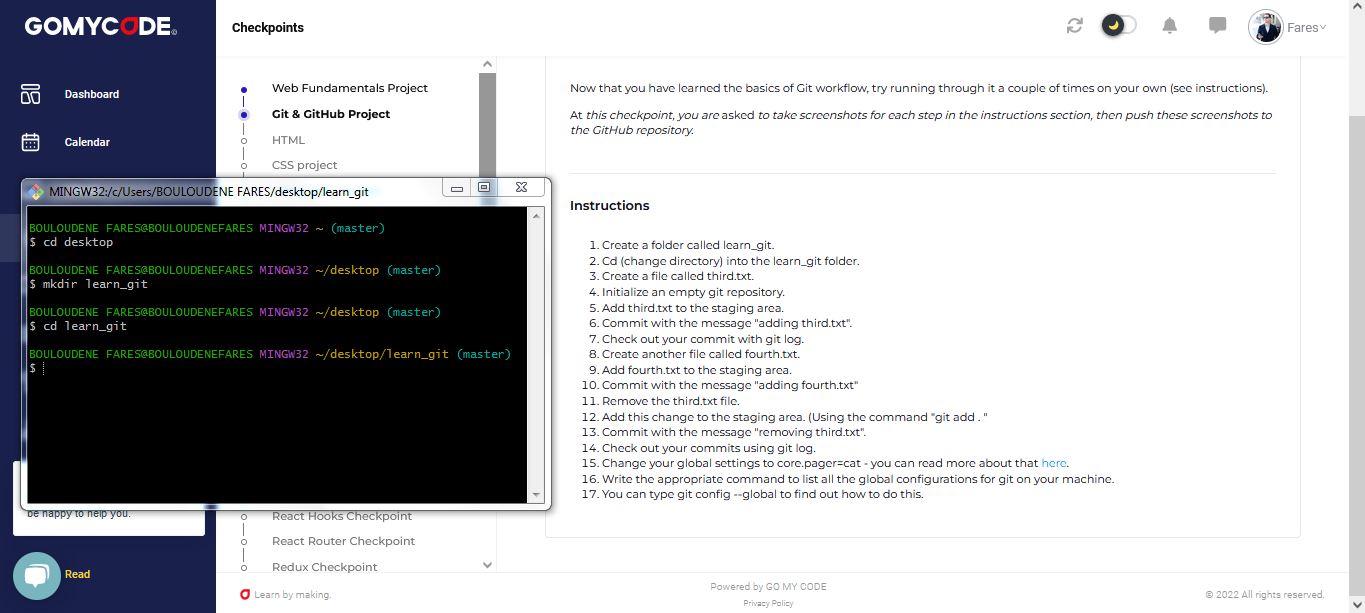 GOMYCODE
Checkpoints
Fares
Dashboard
Calendar
Web Fundamentals Project
Git & GitHub Project
HTML
CSS project
Now that you have learned the basics of Git workflow, try running through it a couple of times on your own (see instructions).
At this checkpoint, you are asked to take screenshots for each step in the instructions section, then push these screenshots to
the GitHub repository.
MINGW32:/c/Users/BOULOUDENE FARES/desktop/learn_git
BOULOUDENE FARES@BOULOUDENEFARES MINGW32 ~ (master)
$ cd desktop
BOULOUDENE FARES@BOULOUDENEFARES MINGW32 ~/desktop (master)
$ mkdir learn_git
BOULOUDENE FARES@BOULOUDENEFARES MINGW32 ~/desktop (master)
$ cd learn_git
BOULOUDENE FARES@BOULOUDENEFARES MINGW32 ~/desktop/learn_git (master)
$
Instructions
1. Create a folder called learn_git.
2. Cd (change directory) into the learn_git folder.
3. Create a file called third.txt.
4. Initialize an empty git repository.
5. Add third.txt to the staging area.
6. Commit with the message "adding third.txt".
7. Check out your commit with git log.
8. Create another file called fourth.txt.
9. Add fourth.txt to the staging area.
10. Commit with the message "adding fourth.txt"
11. Remove the third.txt file.
12. Add this change to the staging area. (Using the command "git add . "
13. Commit with the message "removing third.txt".
14. Check out your commits using git log.
15. Change your global settings to core.pager=cat - you can read more about that here.
16. Write the appropriate command to list all the global configurations for git on your machine.
17. You can type git config --global to find out how to do this.
be happy to help you.
React Hooks Checkpoint
React Router Checkpoint
Redux Checkpoint
Read
Learn by making.
Powered by GO MY CODE
Privacy Policy
© 2022 All rights reserved.